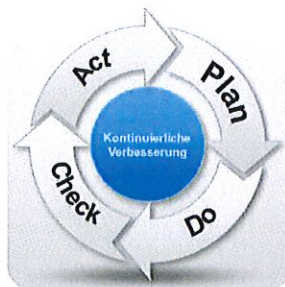 Act
Plan
Kontinuierliche
Verbesserung
Check
Do